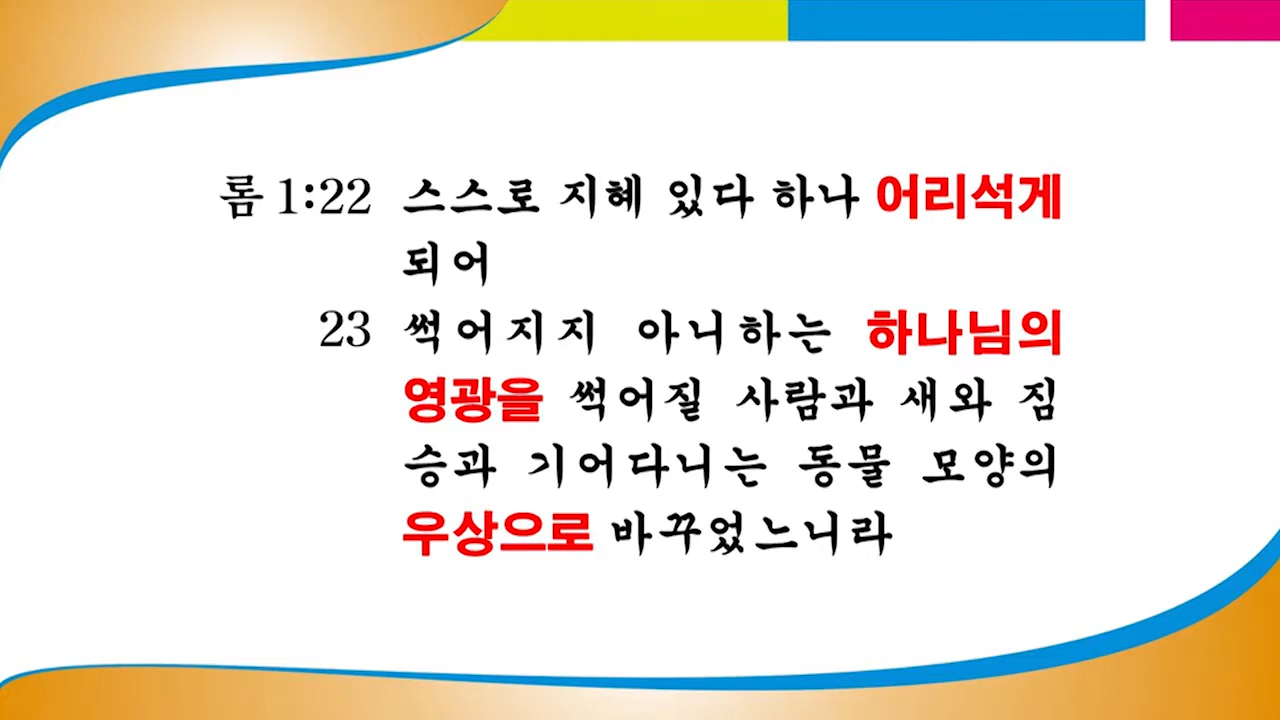 롬 1:22 스스로 지혜 있다 하나 어리석게
되어
23 썩어지지 아니하는 하나님의
영광을 썩어질 사람과 새와 짐
승과 기어다니는 동물 모양의
우상으로 바꾸었느니라